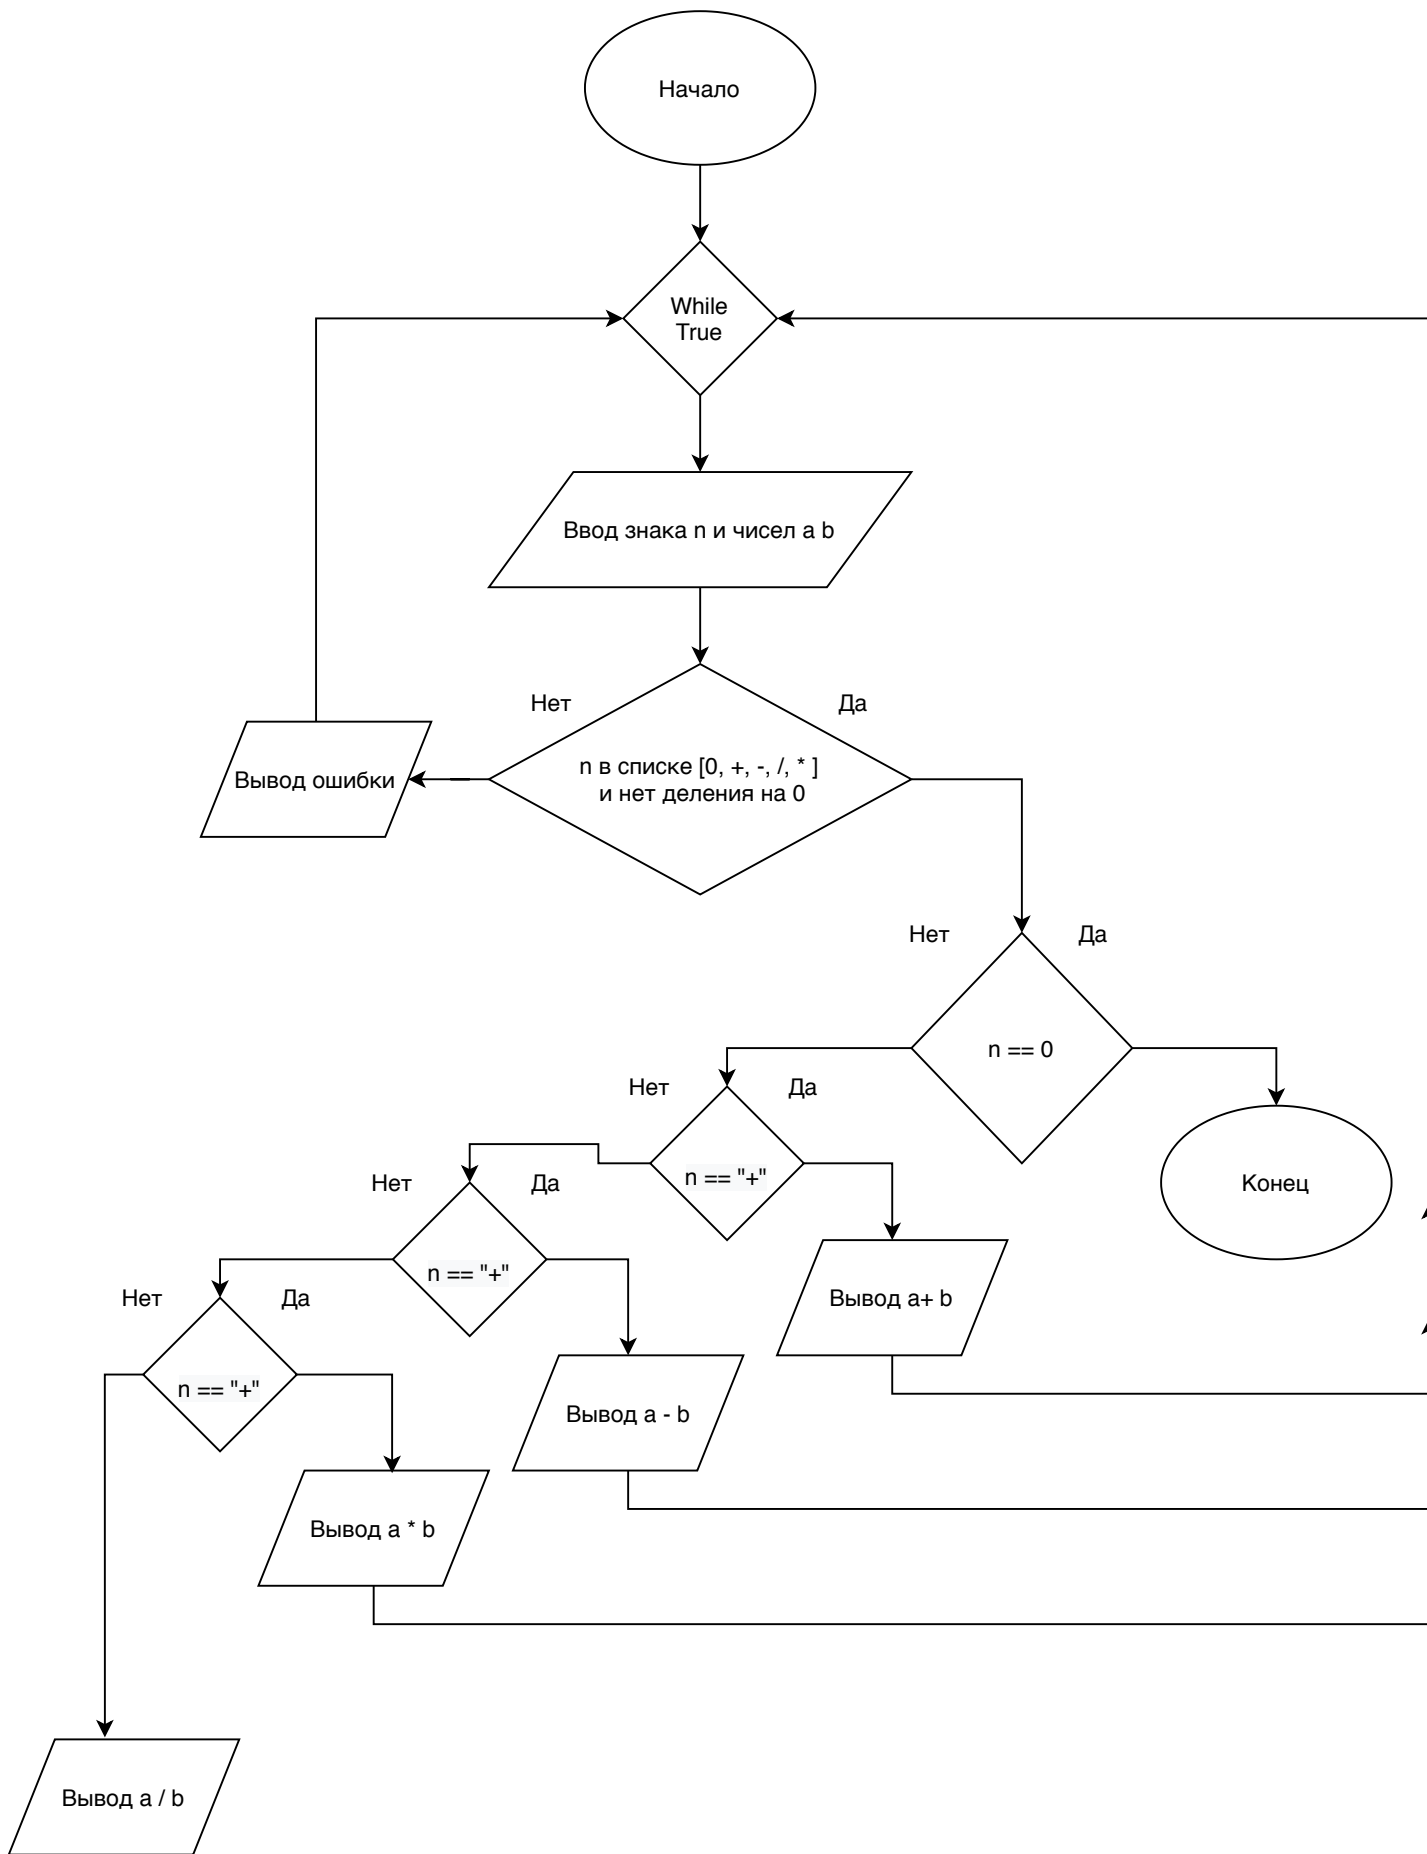 Начало
While
True
Ввод знака n и чисел a b
Нет
Да
n в списке [0, +, -, /, * ]
и нет деления на 0
Вывод ошибки
Нет
Да
n == 0
Нет
Да
n == "+"
Конец
Нет
Да
n == "+"
Вывод a+ b
Нет
Да
n == "+"
Вывод a - b
Вывод a * b
Вывод a / b